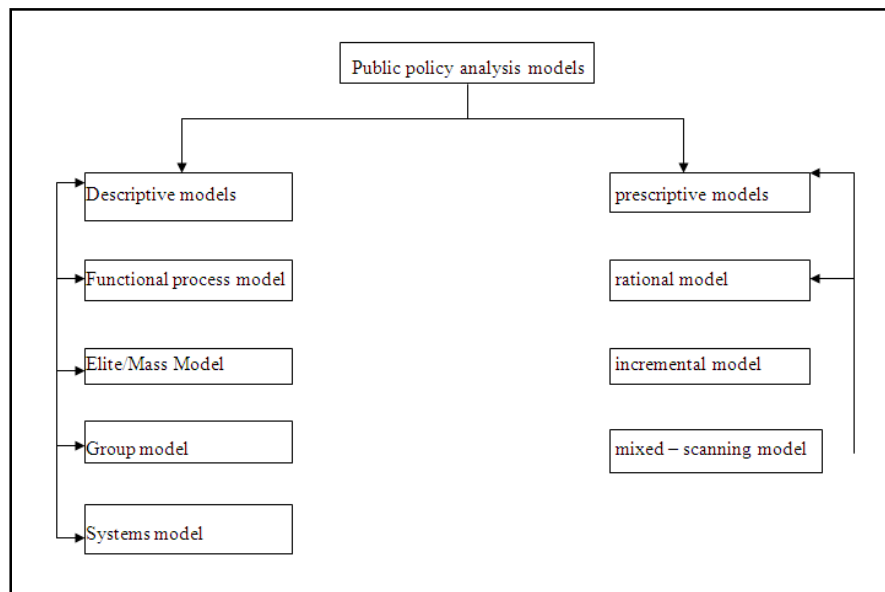 Public policy analysis models
Descriptive models
prescriptive models
Functional process model
rational model
Elite/Mass Model
incremental model
Group model
mixed – scanning model
Systems model